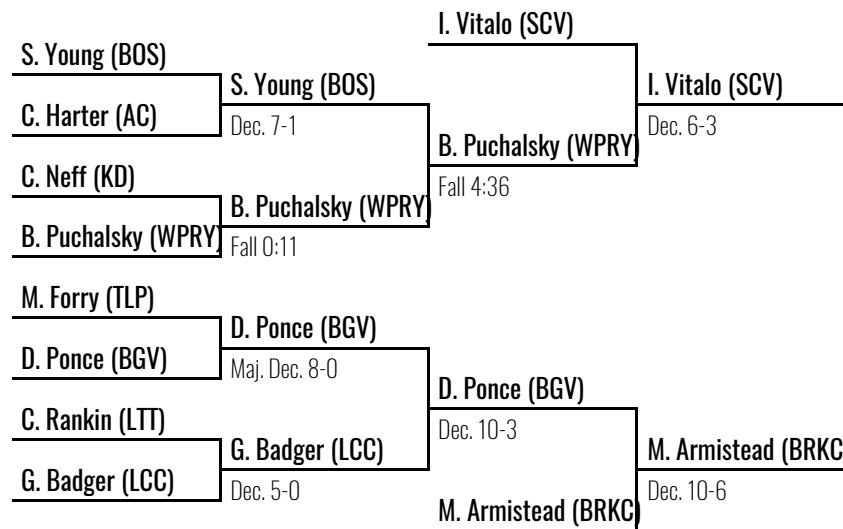 S. Young (BOS)
C. Harter (AC)
C. Neff (KD)
B. Puchalsky (WPRY)
M. Forry (TLP)
D. Ponce (BGV)
C. Rankin (LTT)
G. Badger (LCC)
S. Young (BOS)
Dec. 7-1
B. Puchalsky (WPRY)
Fall 0:11
D. Ponce (BGV)
Maj. Dec. 8-0
G. Badger (LCC)
Dec. 5-0
I. Vitalo (SCV)
B. Puchalsky (WPRY)
Fall 4:36
D. Ponce (BGV)
Dec. 10-3
M. Armistead (BRKC)
I. Vitalo (SCV)
Dec. 6-3
M. Armistead (BRKC
Dec. 10-6